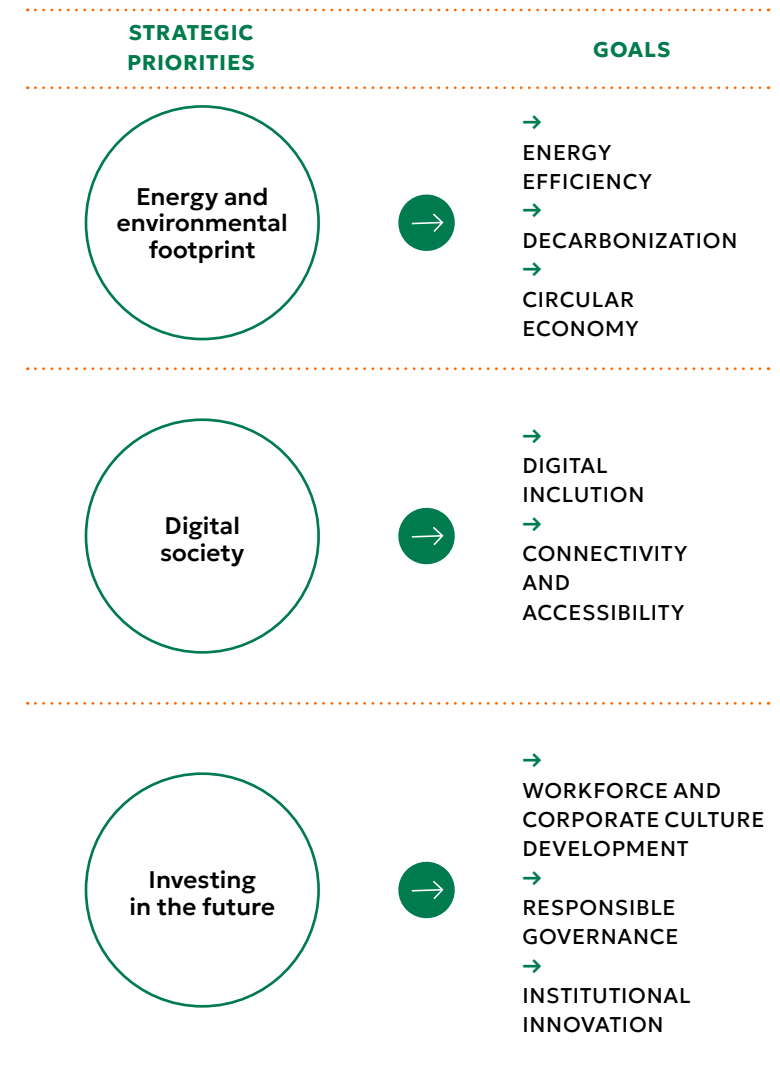 STRATEGIC
PRIORITIES
GOALS
Energy and
environmental
footprint
→
→
ENERGY
EFFICIENCY
→
DECARBONIZATION
→
CIRCULAR
ECONOMY
Digital
society
→
→
DIGITAL
INCLUTION
→
CONNECTIVITY
AND
ACCESSIBILITY
Investing
in the future
→
→
WORKFORCE AND
CORPORATE CULTURE
DEVELOPMENT
→
RESPONSIBLE
GOVERNANCE
→
INSTITUTIONAL
INNOVATION